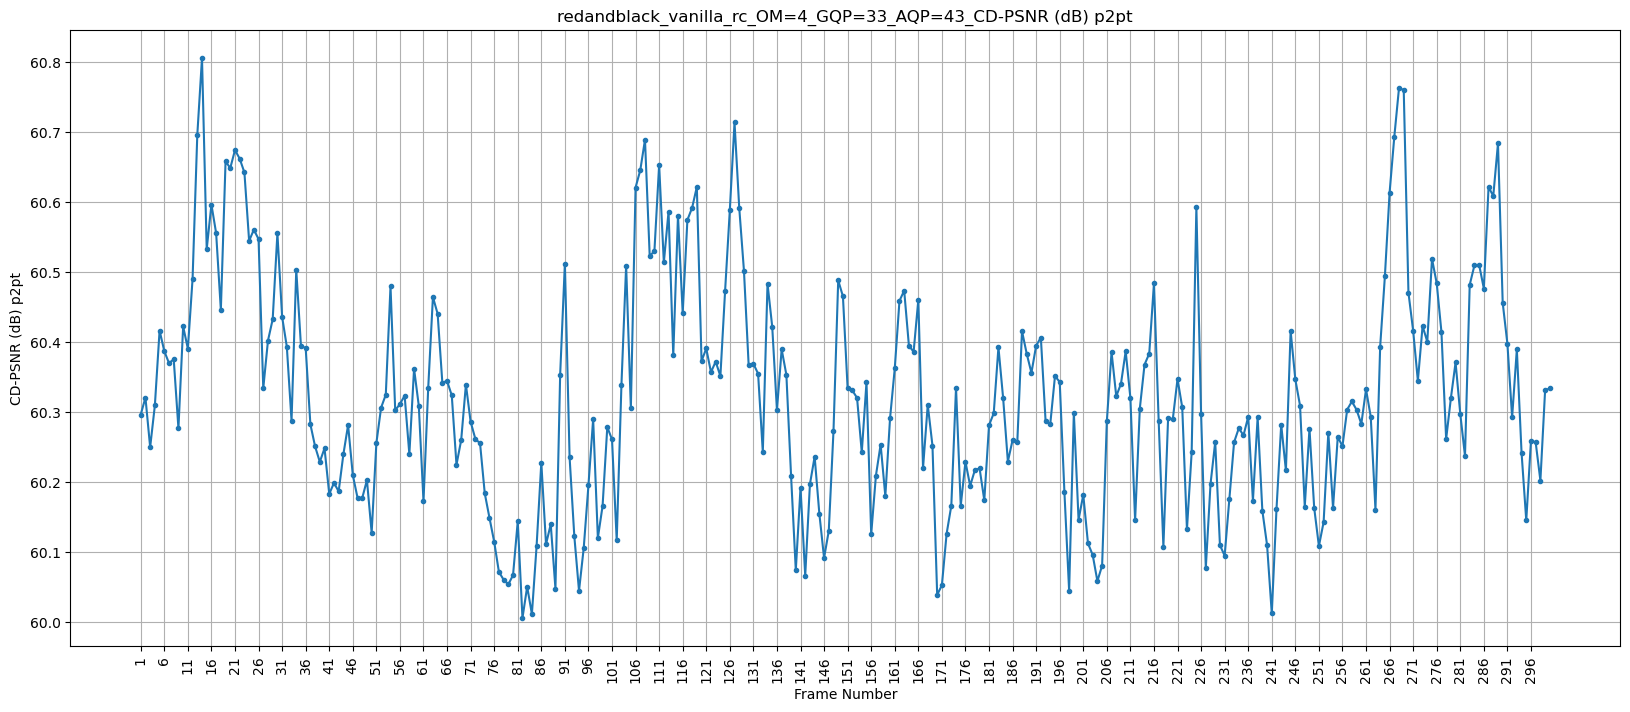 redandblack_vanilla_rc_OM=4_GQP=33_AQP=43_CD-PSNR (dB) p2pt
CD-PSNR (dB) p2pt
60.8
60.7
60.6
60.5
60.4
60.3
60.2
60.1
60.0
1 6 11 16 21 26 31 36 41 46 51 56 61 66 71 76 81 86 91 96 101 106 111 116 121 126 131 136 141 146 151 156 161 166 171 176 181 186 191 196 201 206 211 216 221 226 231 236 241 246 251 256 261 266 271 276 281 286 291 296
Frame Number